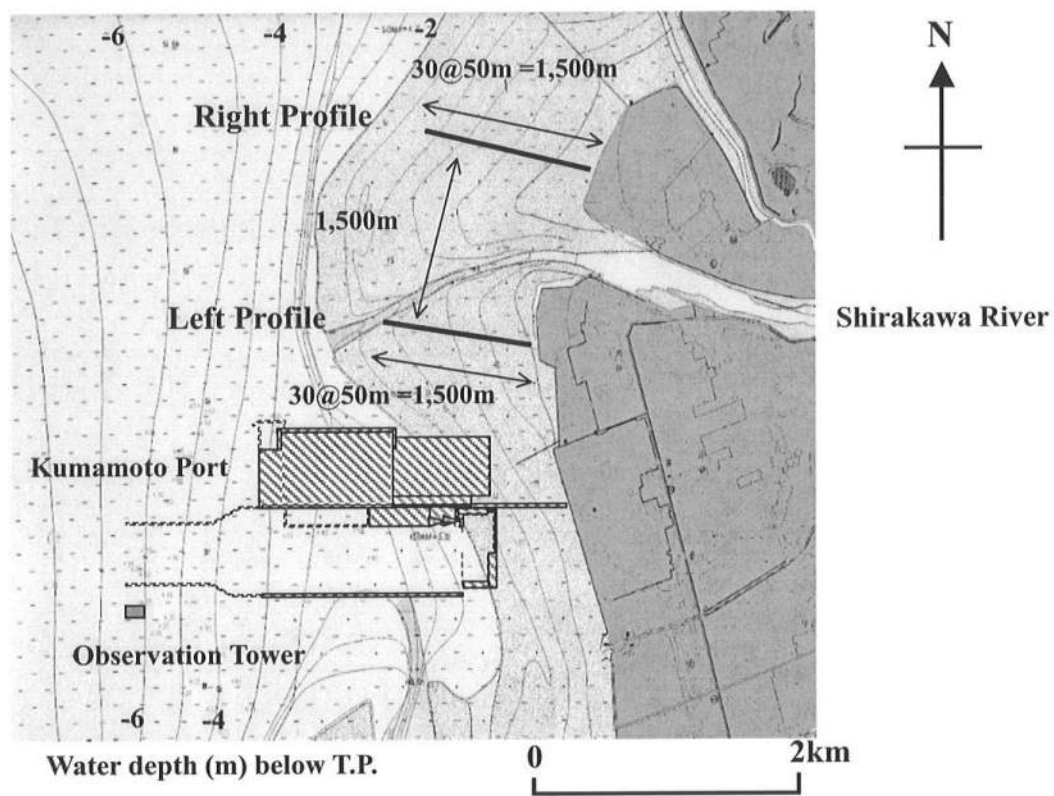 -6
-4
-2
30@50m =1,500m
N
Right Profile
1,500m
Left Profile
Shirakawa River
30@50m =1,500m
Kumamoto Port
Observation Tower
-6
-4
Water depth (m) below T.P.
0
2km